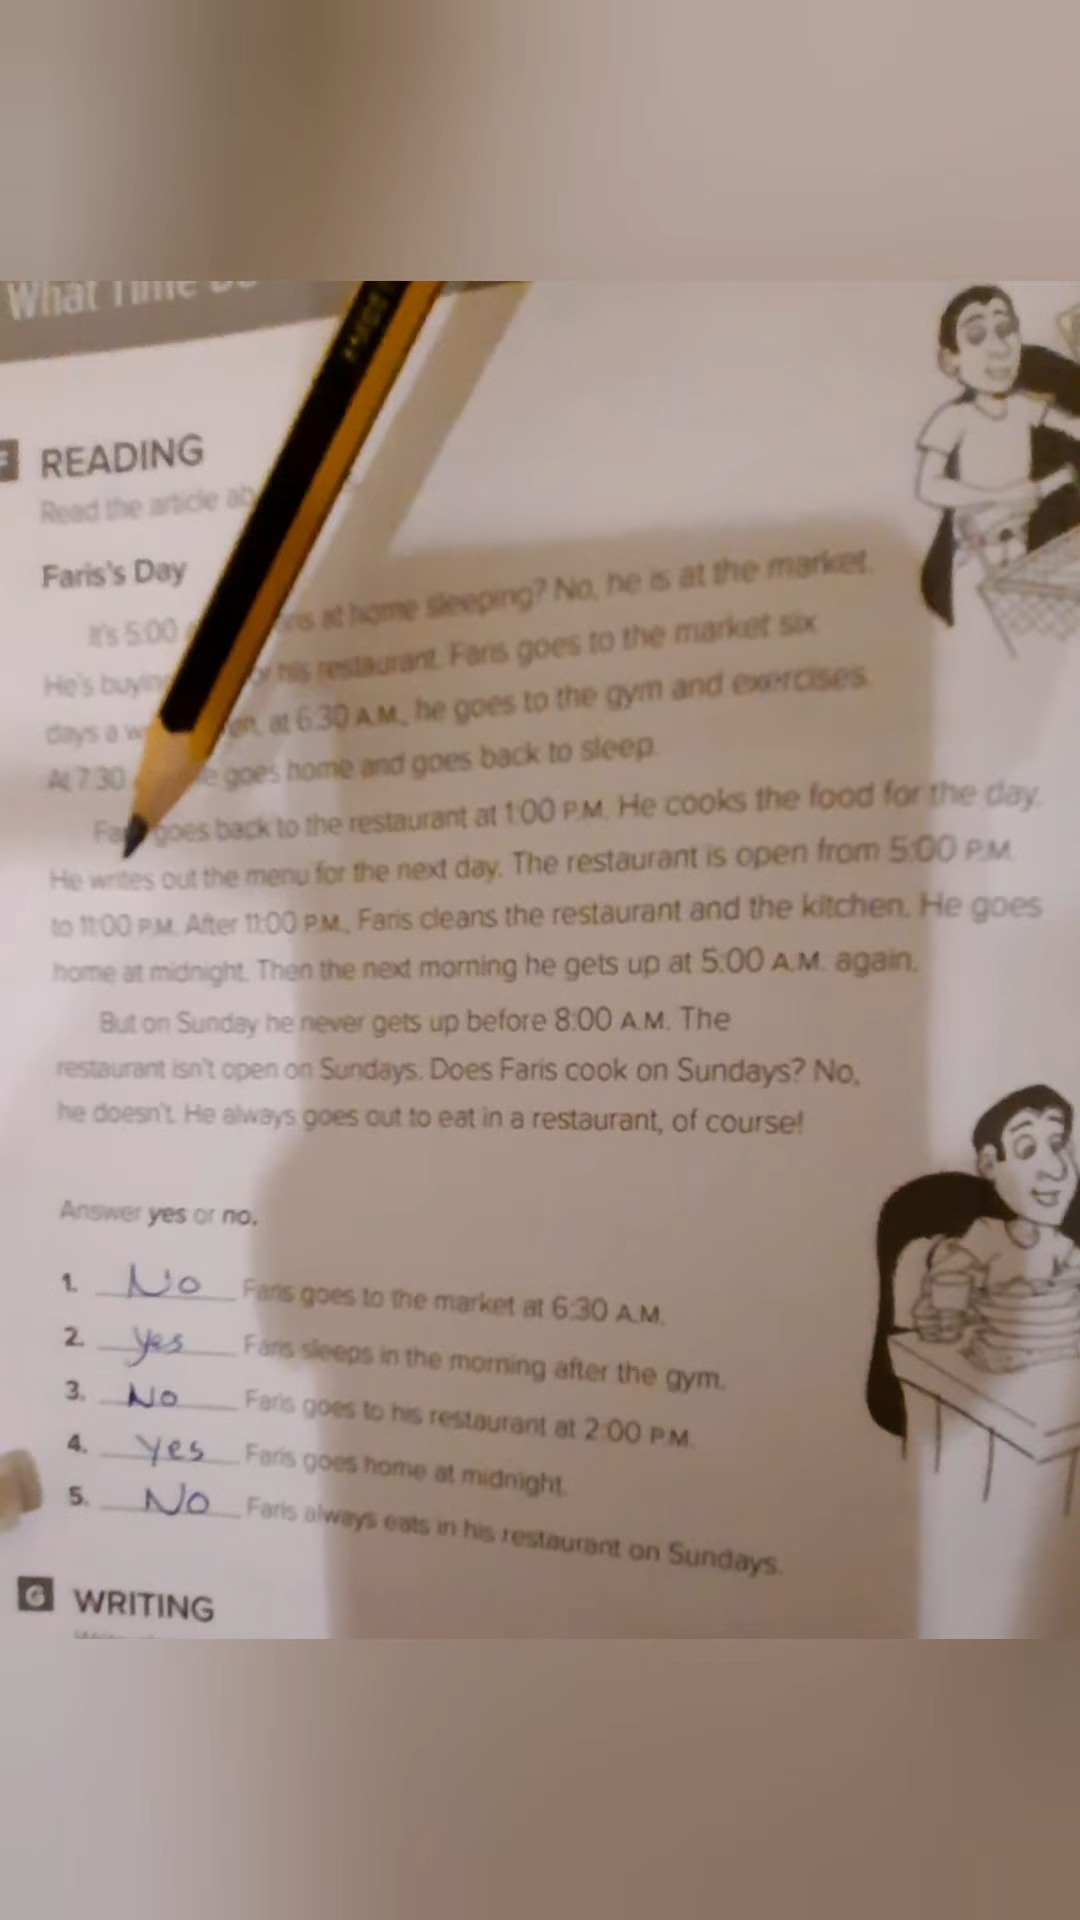 What Time
F READING
Read the article
Faris's Day
It's 5:00 at home sleeping? No, he is at the market.
He's his restaurant. Faris goes to the market six
days a at 6:30 A.M., he goes to the gym and exercises.
At 7:30 goes home and goes back to sleep.
goes back to the restaurant at 1:00 P.M. He cooks the food for the day.
He writes out the menu for the next day. The restaurant is open from 5:00 P.M.
to 11:00 P.M. After 11:00 P.M., Faris cleans the restaurant and the kitchen. He goes
home at midnight. Then the next morning he gets up at 5:00 A.M. again.
But on Sunday he never gets up before 8:00 A.M. The
restaurant isn't open on Sundays. Does Faris cook on Sundays? No,
he doesn't. He always goes out to eat in a restaurant, of course!
Answer yes or no.
1. No Faris goes to the market at 6:30 A.M.
2. yes Faris sleeps in the morning after the gym.
3. No Faris goes to his restaurant at 2:00 P.M.
4. yes Faris goes home at midnight.
5. No Faris always eats in his restaurant on Sundays.
G WRITING